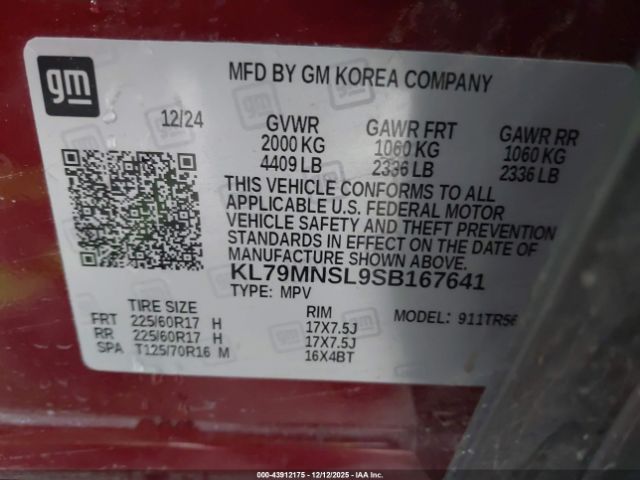 gm
MFD BY GM KOREA COMPANY
12/24
GVWR GAWR FRT GAWR RR
2000 KG 1060 KG 1060 KG
4409 LB 2336 LB 2336 LB
THIS VEHICLE CONFORMS TO ALL
APPLICABLE U.S. FEDERAL MOTOR
VEHICLE SAFETY AND THEFT PREVENTION
STANDARDS IN EFFECT ON THE DATE OF
MANUFACTURE SHOWN ABOVE.
KL79MNSL9SB167641
TYPE: MPV
TIRE SIZE RIM MODEL: 911TR56
FRT 225/60R17 H 17X7.5J
RR 225/60R17 H 17X7.5J
SPA T125/70R16 M 16X4BT
000-43912175 - 12/12/2025 - IAA Inc.